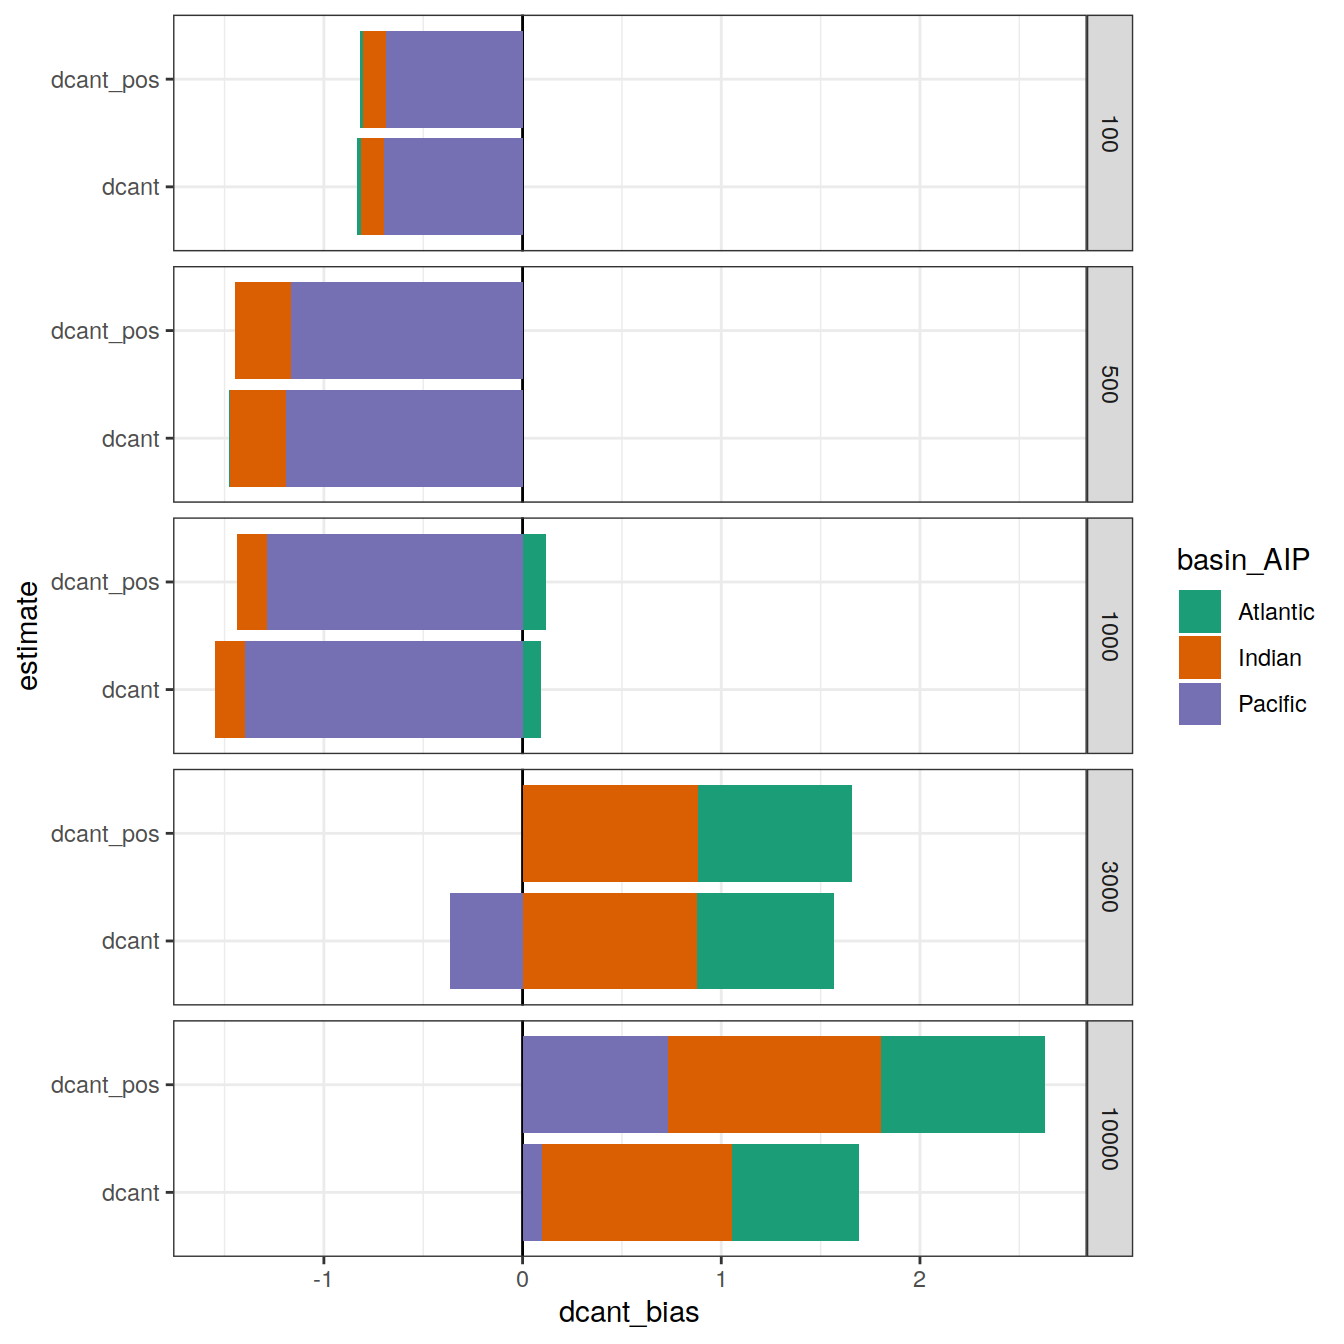 dcant_pos
dcant
100
dcant_pos
dcant
500
dcant_pos
dcant
1000
dcant_pos
dcant
3000
dcant_pos
dcant
10000
-1 0 1 2
dcant_bias
estimate
basin_AIP
Atlantic
Indian
Pacific